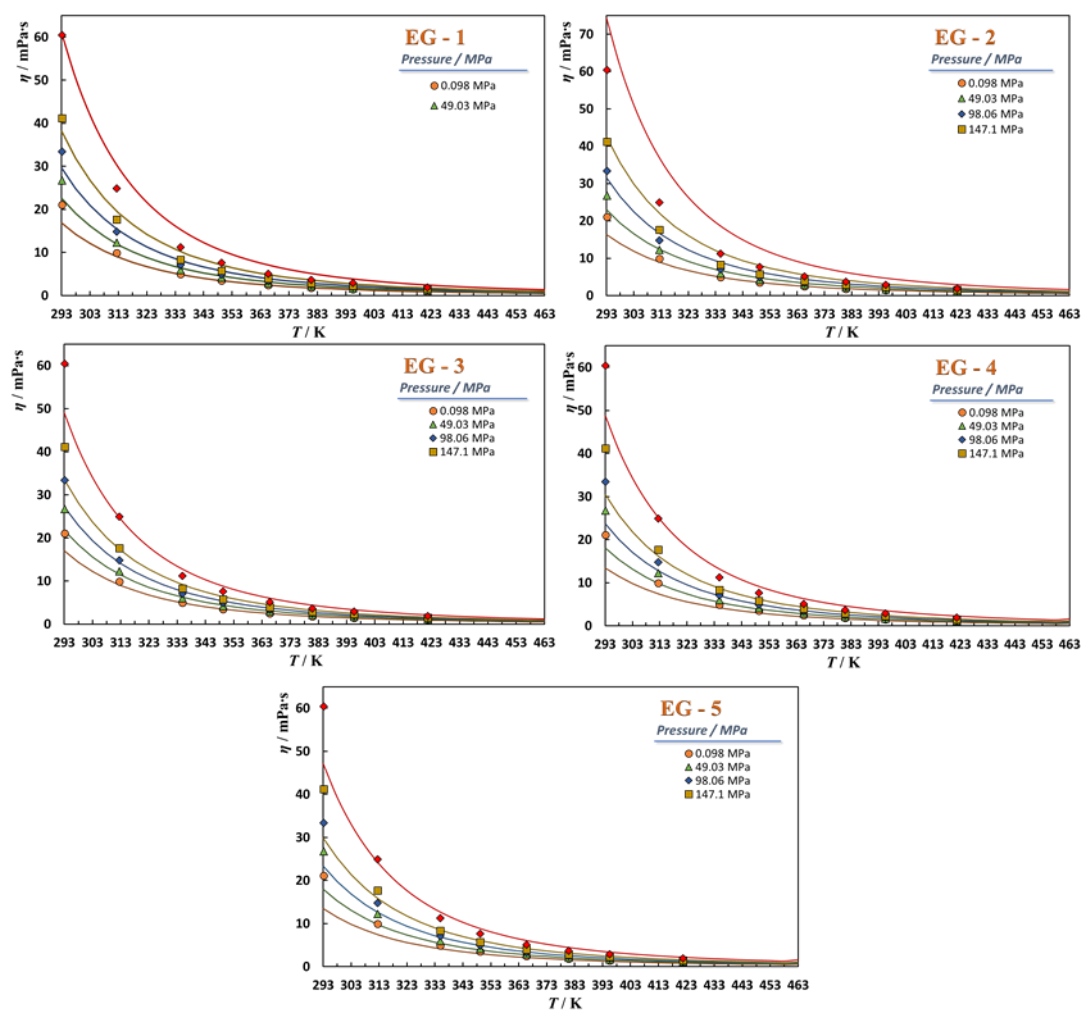 EG - 1
Pressure / MPa
0.098 MPa
49.03 MPa
η / mPa·s
60
50
40
30
20
10
0
293 303 313 323 333 343 353 363 373 383 393 403 413 423 433 443 453 463
T / K
EG - 2
Pressure / MPa
0.098 MPa
49.03 MPa
98.06 MPa
147.1 MPa
η / mPa·s
70
60
50
40
30
20
10
0
293 303 313 323 333 343 353 363 373 383 393 403 413 423 433 443 453 463
T / K
EG - 3
Pressure / MPa
0.098 MPa
49.03 MPa
98.06 MPa
147.1 MPa
η / mPa·s
60
50
40
30
20
10
0
293 303 313 323 333 343 353 363 373 383 393 403 413 423 433 443 453 463
T / K
EG - 4
Pressure / MPa
0.098 MPa
49.03 MPa
98.06 MPa
147.1 MPa
η / mPa·s
60
50
40
30
20
10
0
293 303 313 323 333 343 353 363 373 383 393 403 413 423 433 443 453 463
T / K
EG - 5
Pressure / MPa
0.098 MPa
49.03 MPa
98.06 MPa
147.1 MPa
η / mPa·s
60
50
40
30
20
10
0
293 303 313 323 333 343 353 363 373 383 393 403 413 423 433 443 453 463
T / K